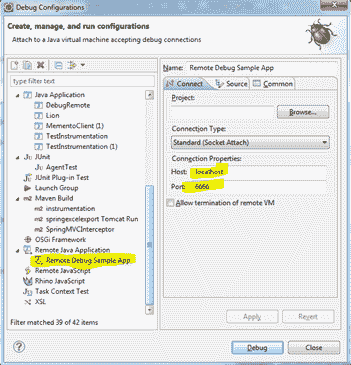 Debug Configurations
Create, manage, and run configurations
Attach to a Java virtual machine accepting debug connections
type filter text
Java Application
DebugRemote
Lion
MementoClient (1)
TestInstrumentation
TestInstrumentation (1)
JUnit
AgentTest
JUnit Plug-in Test
Launch Group
Maven Build
instrumentation
springexcelexport Tomcat Run
SpringMVCInterceptor
OSGi Framework
Remote Java Application
Remote Debug Sample App
Remote JavaScript
Rhino JavaScript
Task Context Test
XSL
Filter matched 39 of 42 items
Name: Remote Debug Sample App
Connect
Source
Common
Project:
Browse...
Connection Type:
Standard (Socket Attach)
Connection Properties:
Host: localhost
Port: 6666
Allow termination of remote VM
Apply
Revert
Debug
Close